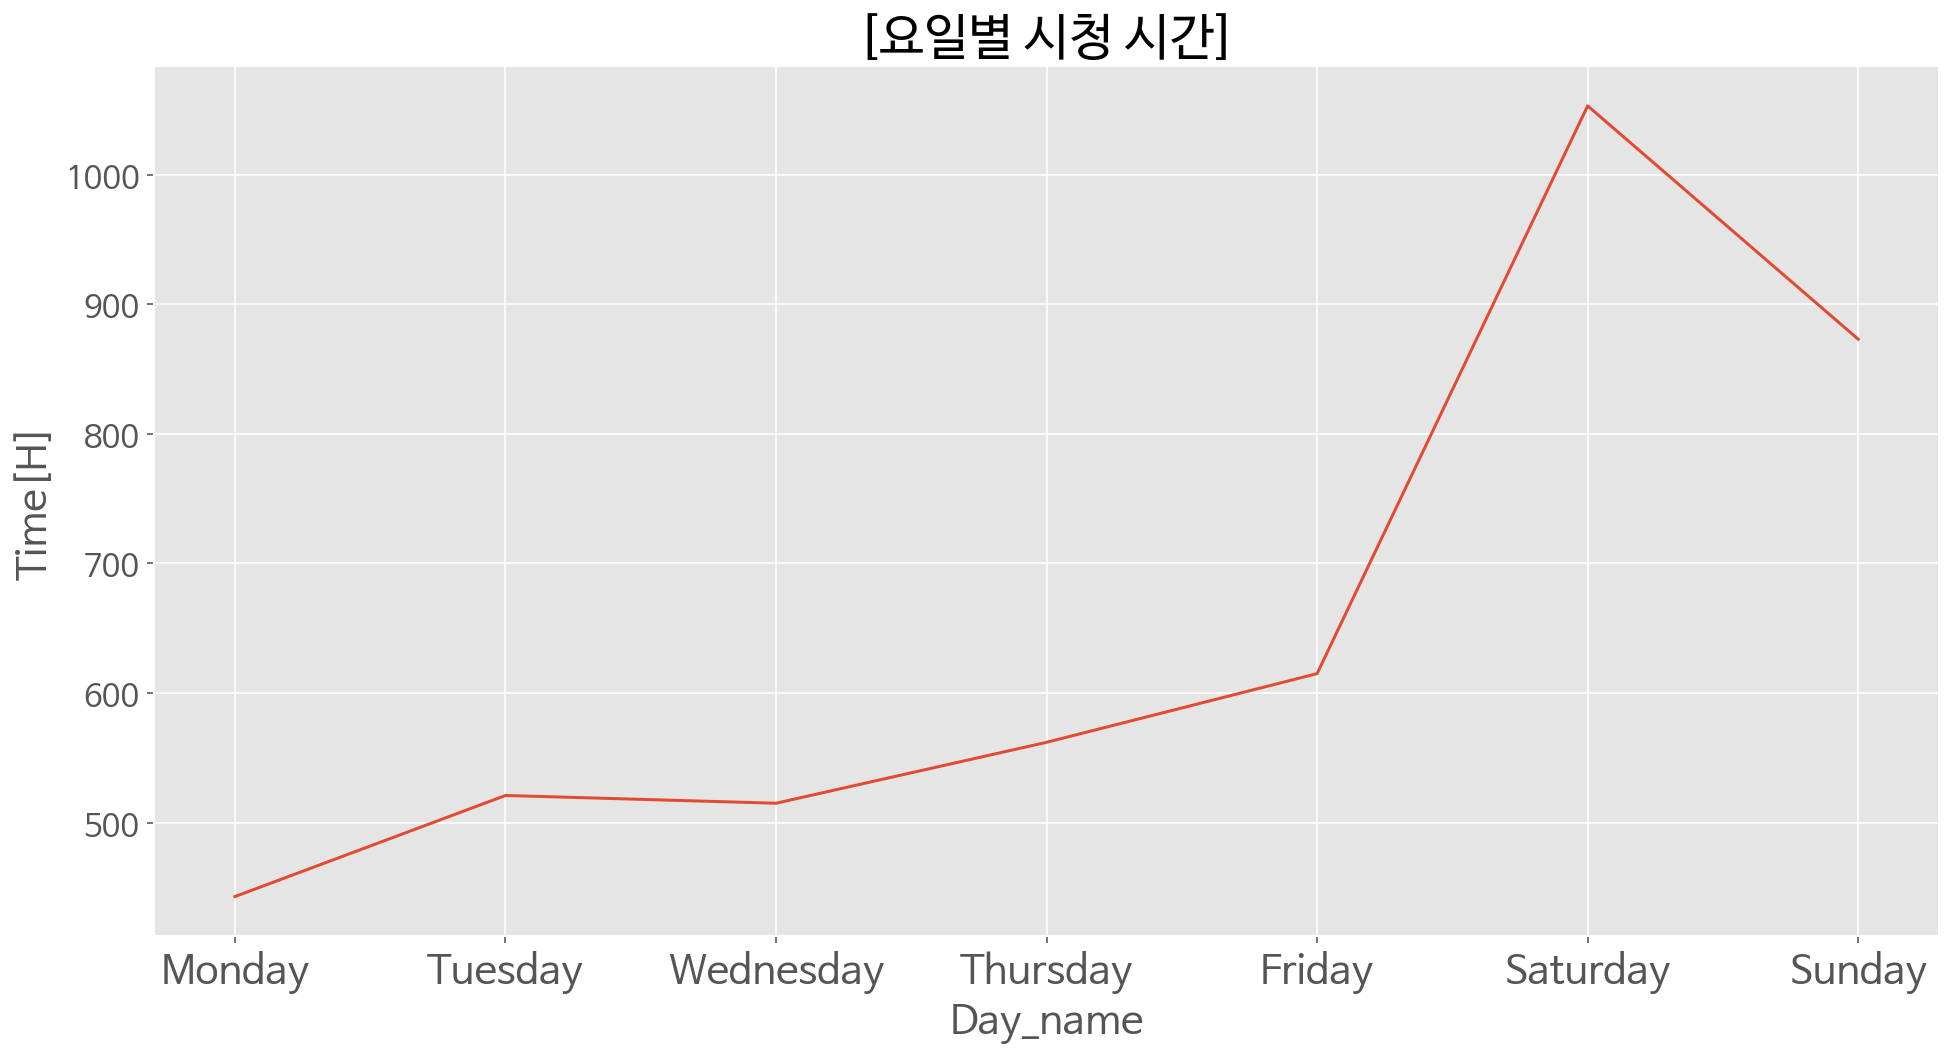 [요일별 시청 시간]
1000
900
800
700
600
500
Time[H]
Monday Tuesday Wednesday Thursday Friday Saturday Sunday
Day_name